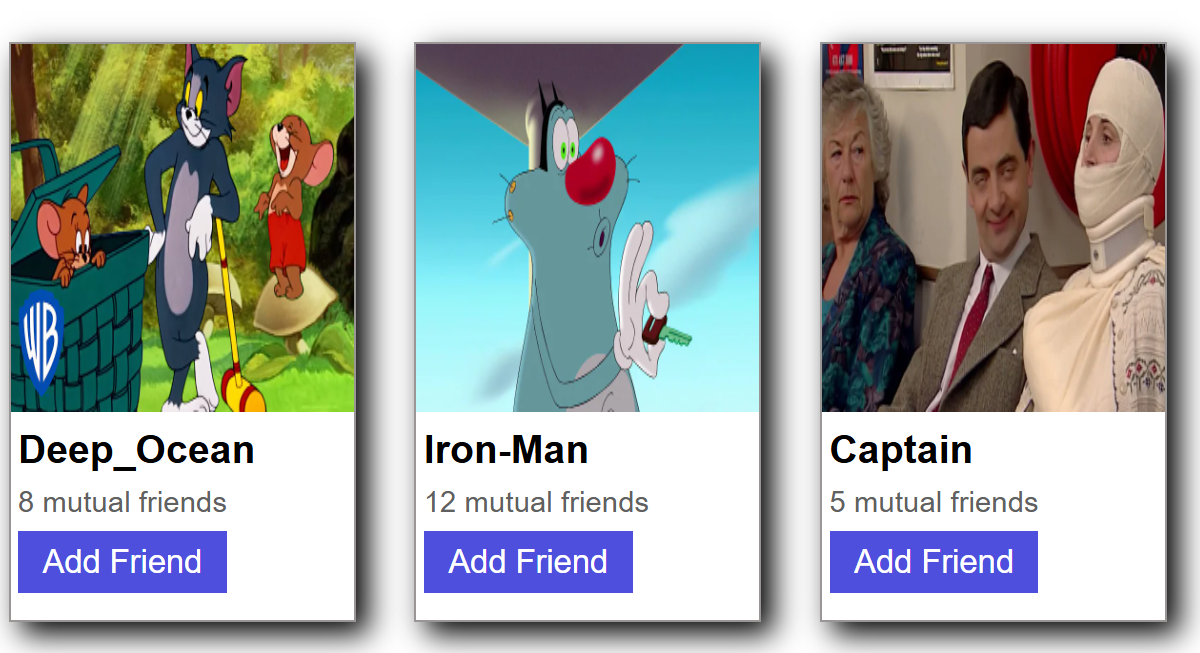 WB
Deep_Ocean
8 mutual friends
Add Friend
Iron-Man
12 mutual friends
Add Friend
Captain
5 mutual friends
Add Friend